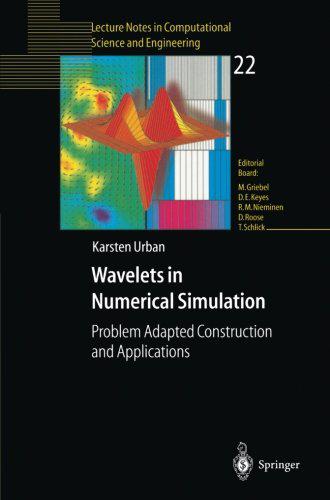 Lecture Notes in Computational
Science and Engineering
22
Editorial
Board:
M.Griebel
D.E.Keyes
R.M.Nieminen
D.Roose
T.Schlick
Karsten Urban
Wavelets in
Numerical Simulation
Problem Adapted Construction
and Applications
Springer